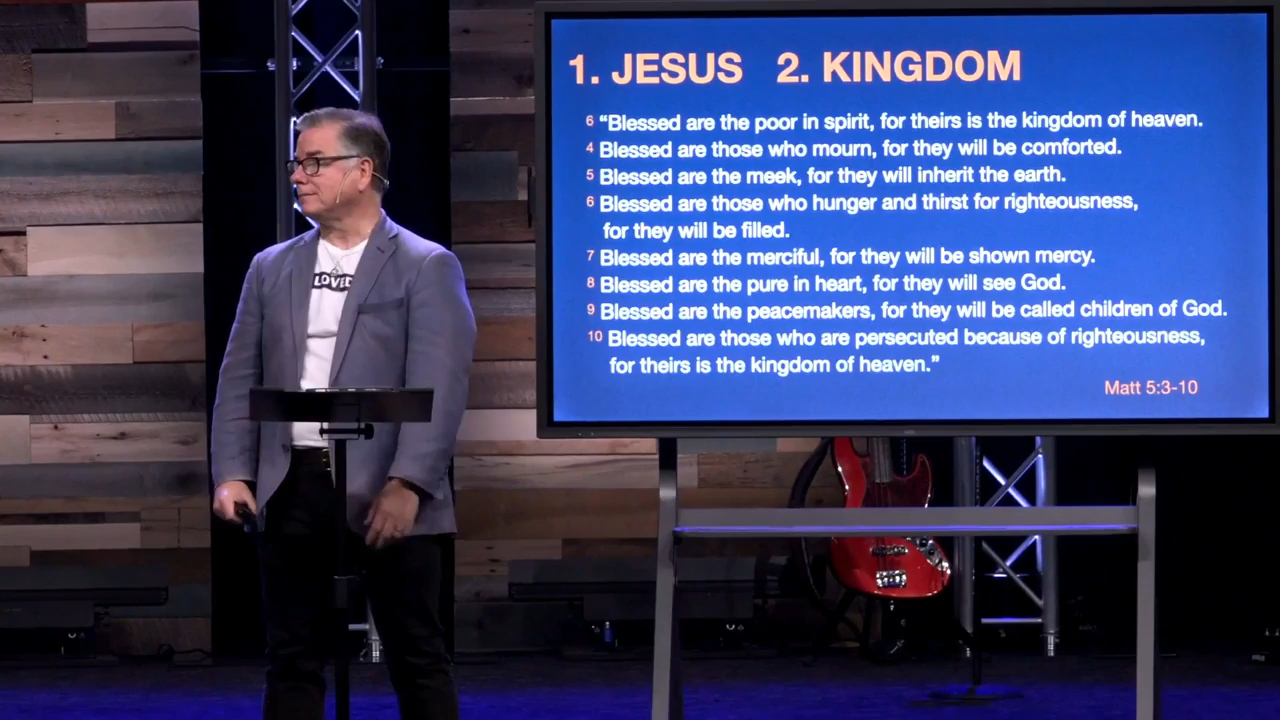 1. JESUS 2. KINGDOM
6 “Blessed are the poor in spirit, for theirs is the kingdom of heaven.
4 Blessed are those who mourn, for they will be comforted.
5 Blessed are the meek, for they will inherit the earth.
6 Blessed are those who hunger and thirst for righteousness,
for they will be filled.
7 Blessed are the merciful, for they will be shown mercy.
8 Blessed are the pure in heart, for they will see God.
9 Blessed are the peacemakers, for they will be called children of God.
10 Blessed are those who are persecuted because of righteousness,
for theirs is the kingdom of heaven.”
Matt 5:3-10
LOVED